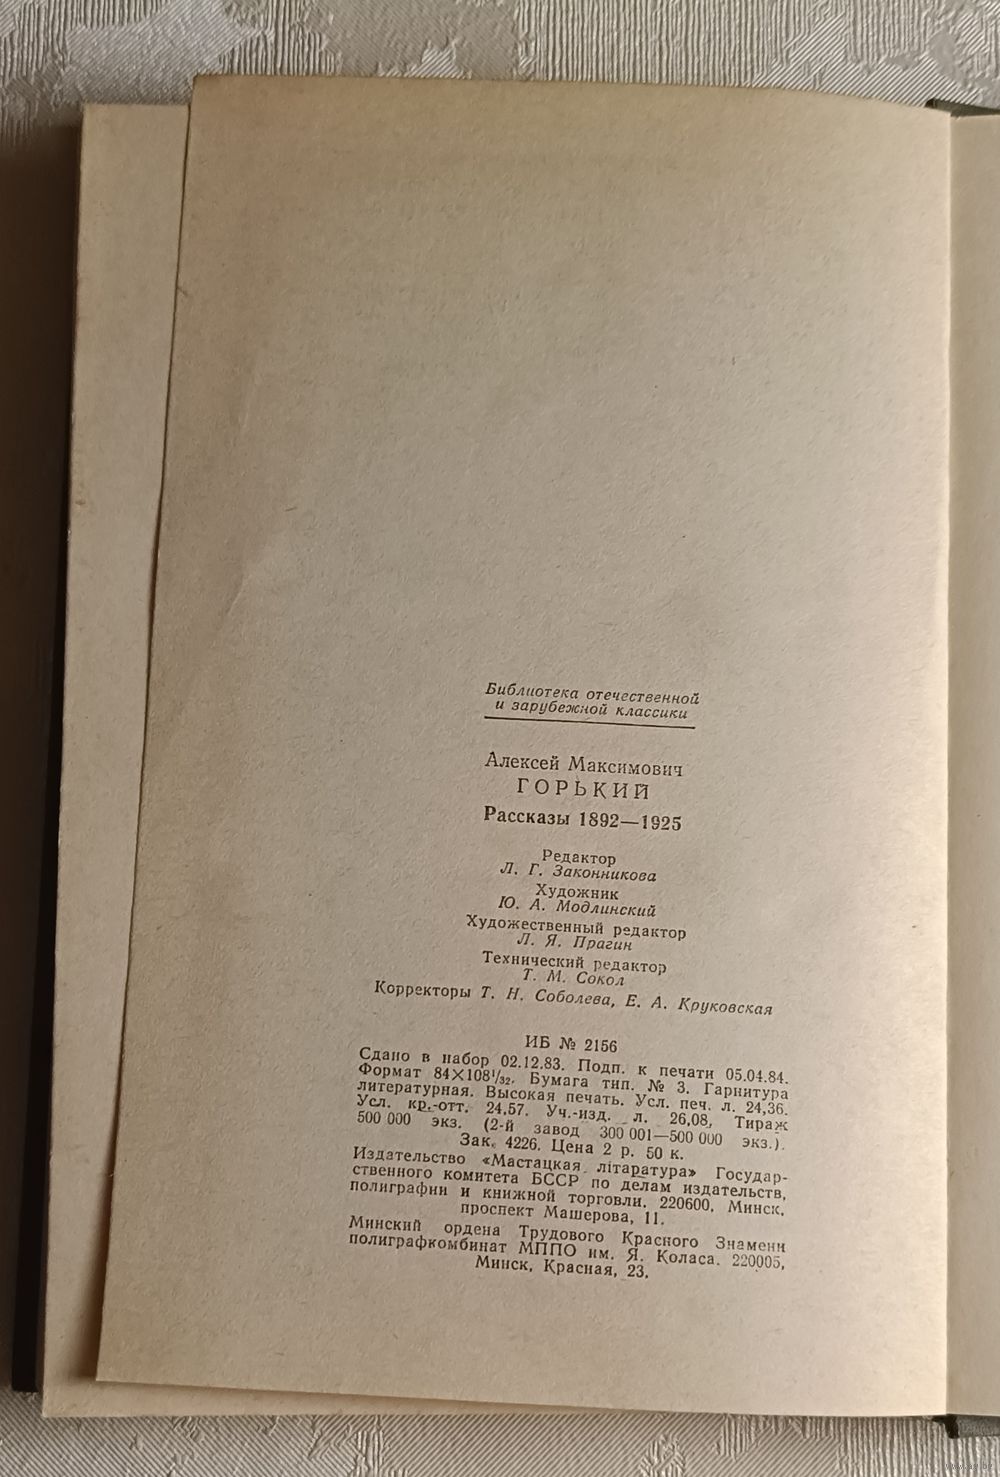 Библиотека отечественной
и зарубежной классики
Алексей Максимович
ГОРЬКИЙ
Рассказы 1892—1925
Редактор
Л. Г. Законникова
Художник
Ю. А. Модлинский
Художественный редактор
Л. Я. Прагин
Технический редактор
Т. М. Сокол
Корректоры Т. Н. Соболева, Е. А. Круковская
ИБ № 2156
Сдано в набор 02.12.83. Подп. к печати 05.04.84.
Формат 84×108¹/₃₂. Бумага тип. № 3. Гарнитура
литературная. Высокая печать. Усл. печ. л. 24,36.
Усл. кр.-отт. 24,57. Уч.-изд. л. 26,08. Тираж
500 000 экз. (2-й завод 300 001—500 000 экз.).
Зак. 4226. Цена 2 р. 50 к.
Издательство «Мастацкая літаратура» Государ-
ственного комитета БССР по делам издательств,
полиграфии и книжной торговли. 220600, Минск,
проспект Машерова, 11.
Минский ордена Трудового Красного Знамени
полиграфкомбинат МППО им. Я. Коласа. 220005,
Минск, Красная, 23.
www.ay.by